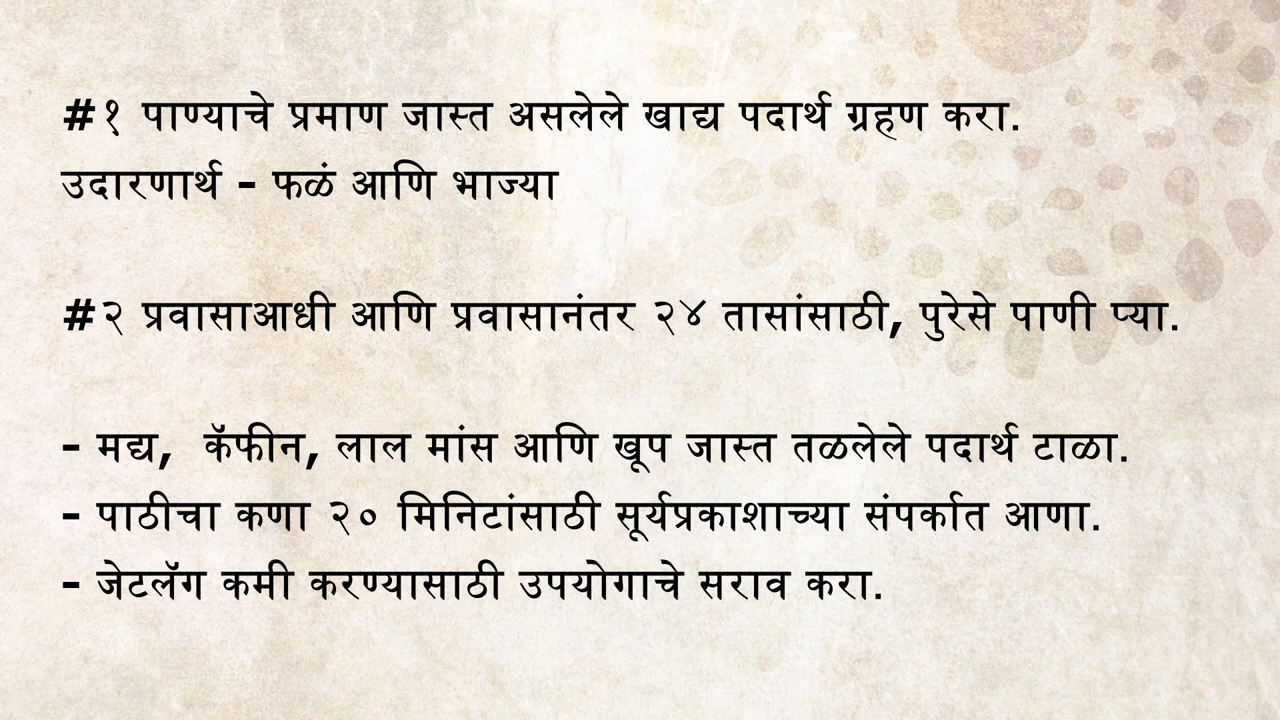 #१ पाण्याचे प्रमाण जास्त असलेले खाद्य पदार्थ ग्रहण करा.
उदारणार्थ - फळं आणि भाज्या
#२ प्रवासाआधी आणि प्रवासानंतर २४ तासांसाठी, पुरेसे पाणी प्या.
- मद्य, कॅफीन, लाल मांस आणि खूप जास्त तळलेले पदार्थ टाळा.
- पाठीचा कणा २० मिनिटांसाठी सूर्यप्रकाशाच्या संपर्कात आणा.
- जेटलॅग कमी करण्यासाठी उपयोगाचे सराव करा.